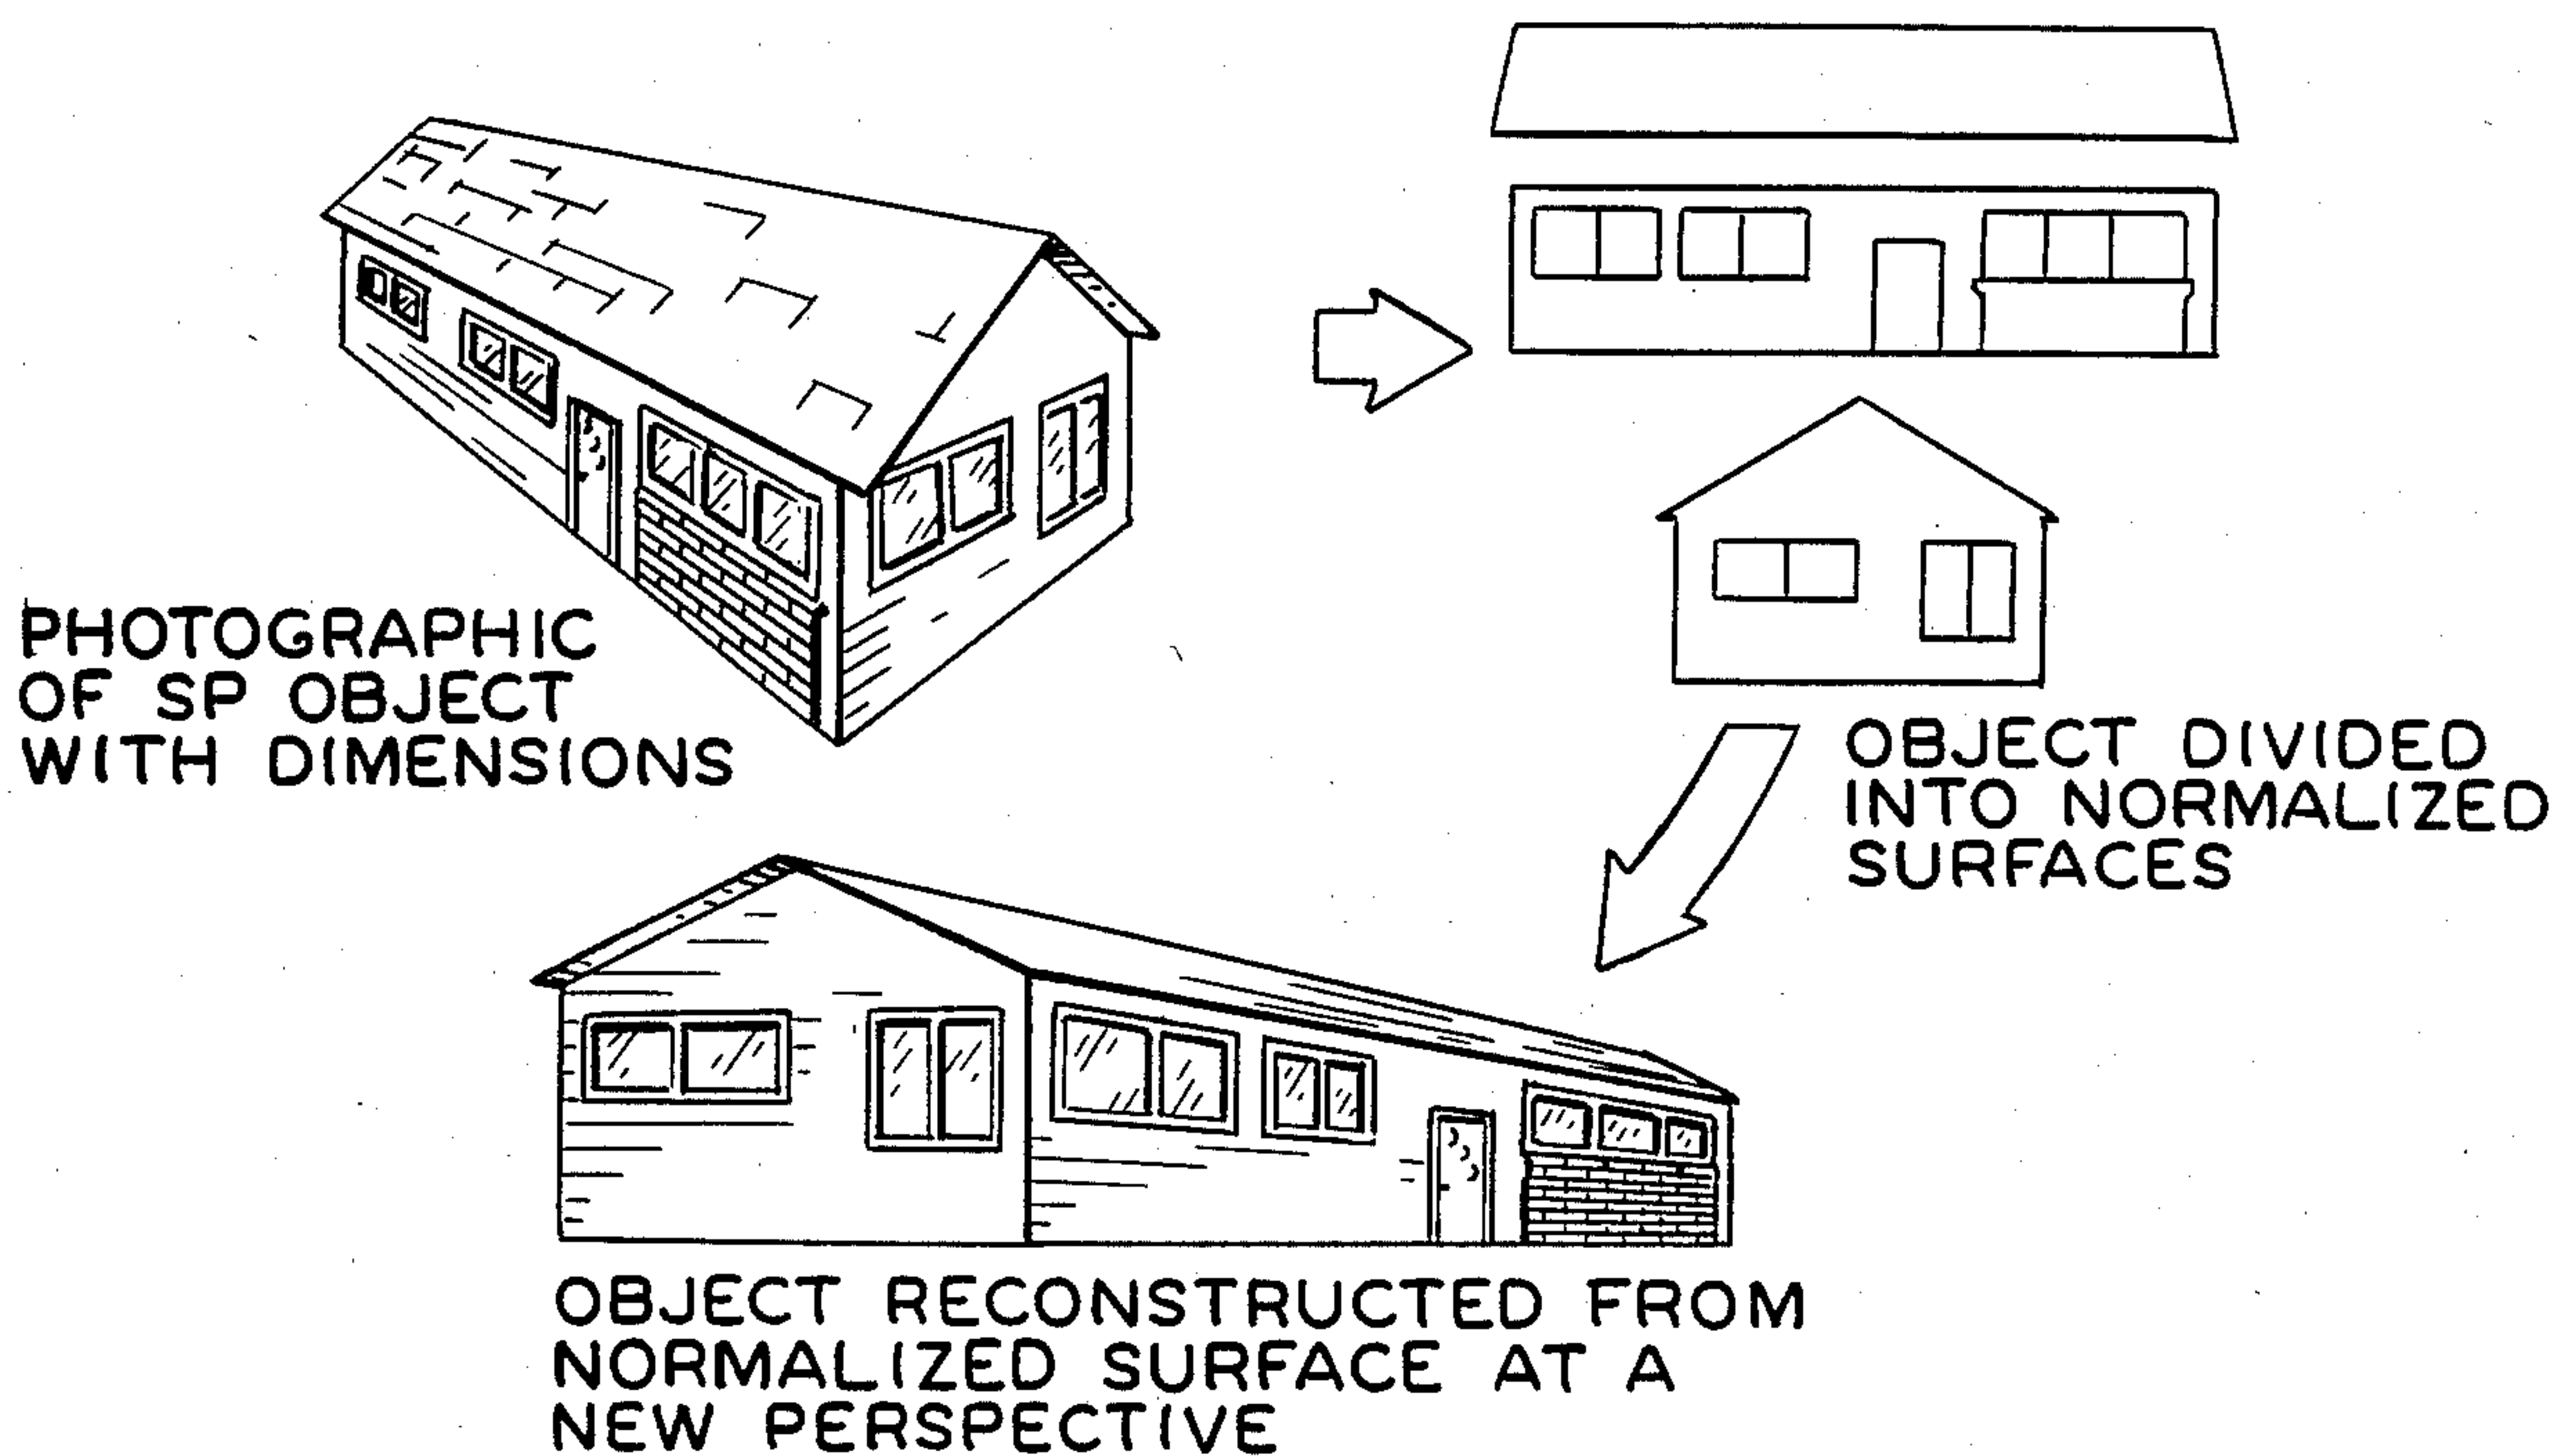 PHOTOGRAPHIC
OF SP OBJECT
WITH DIMENSIONS
OBJECT DIVIDED
INTO NORMALIZED
SURFACES
OBJECT RECONSTRUCTED FROM
NORMALIZED SURFACE AT A
NEW PERSPECTIVE